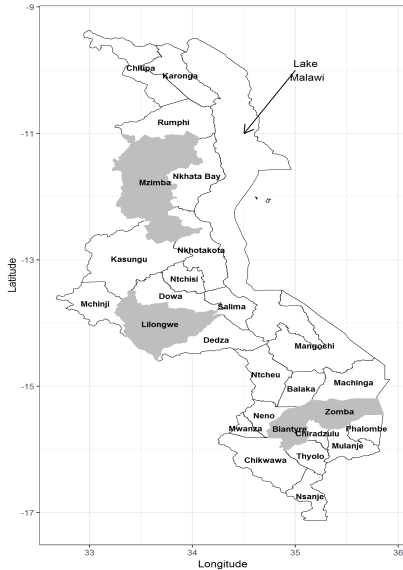 -9
Lake
Malawi
Chitipa
Karonga
-11
Rumphi
Nkhata Bay
Mzimba
Nkhotakota
-13
Kasungu
Ntchisi
Dowa
Mchinji
Salima
Lilongwe
Dedza
Mangochi
-15
Ntcheu
Machinga
Balaka
Zomba
Neno
Mwanza
Blantyre
Phalombe
Chiradzulu
Mulanje
Thyolo
Chikwawa
Nsanje
-17
33
34
35
36
Longitude
Latitude